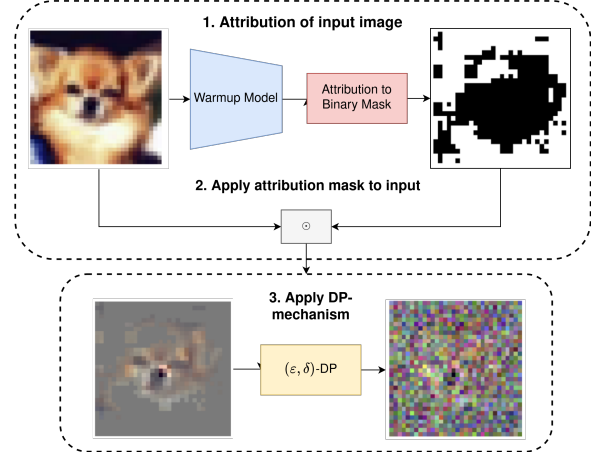 1. Attribution of input image
Warmup Model
Attribution to
Binary Mask
2. Apply attribution mask to input
⊙
3. Apply DP-
mechanism
(ε, δ)-DP